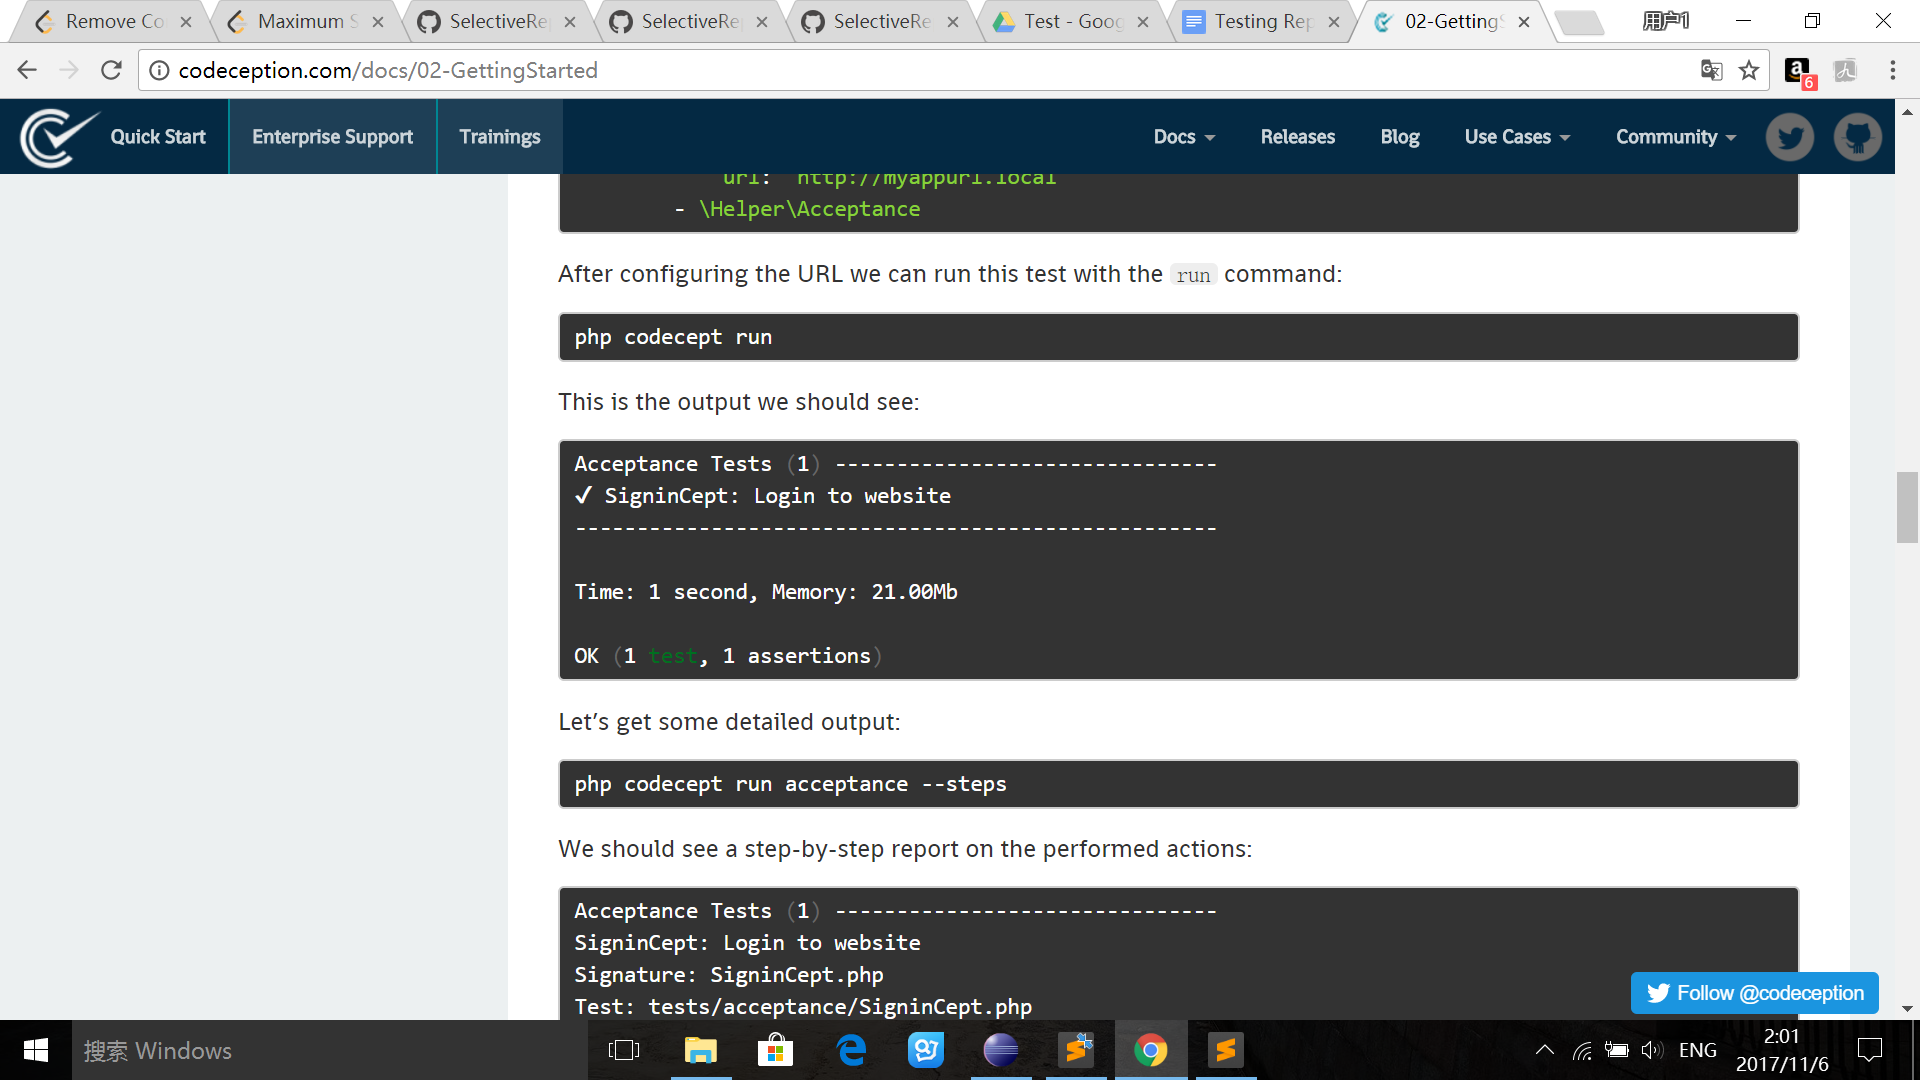 Remove Co
Maximum S
SelectiveRe
SelectiveRe
SelectiveRe
Test - Goog
Testing Rep
02-GettingS
用户1
codeception.com/docs/02-GettingStarted
6
Quick Start
Enterprise Support
Trainings
Docs
Releases
Blog
Use Cases
Community
url: http://myappurl.local
- \Helper\Acceptance
After configuring the URL we can run this test with the run command:
php codecept run
This is the output we should see:
Acceptance Tests (1) -------------------------------
✔ SigninCept: Login to website
----------------------------------------------------
Time: 1 second, Memory: 21.00Mb
OK (1 test, 1 assertions)
Let’s get some detailed output:
php codecept run acceptance --steps
We should see a step-by-step report on the performed actions:
Acceptance Tests (1) -------------------------------
SigninCept: Login to website
Signature: SigninCept.php
Test: tests/acceptance/SigninCept.php
Follow @codeception
搜索 Windows
ENG
2:01
2017/11/6